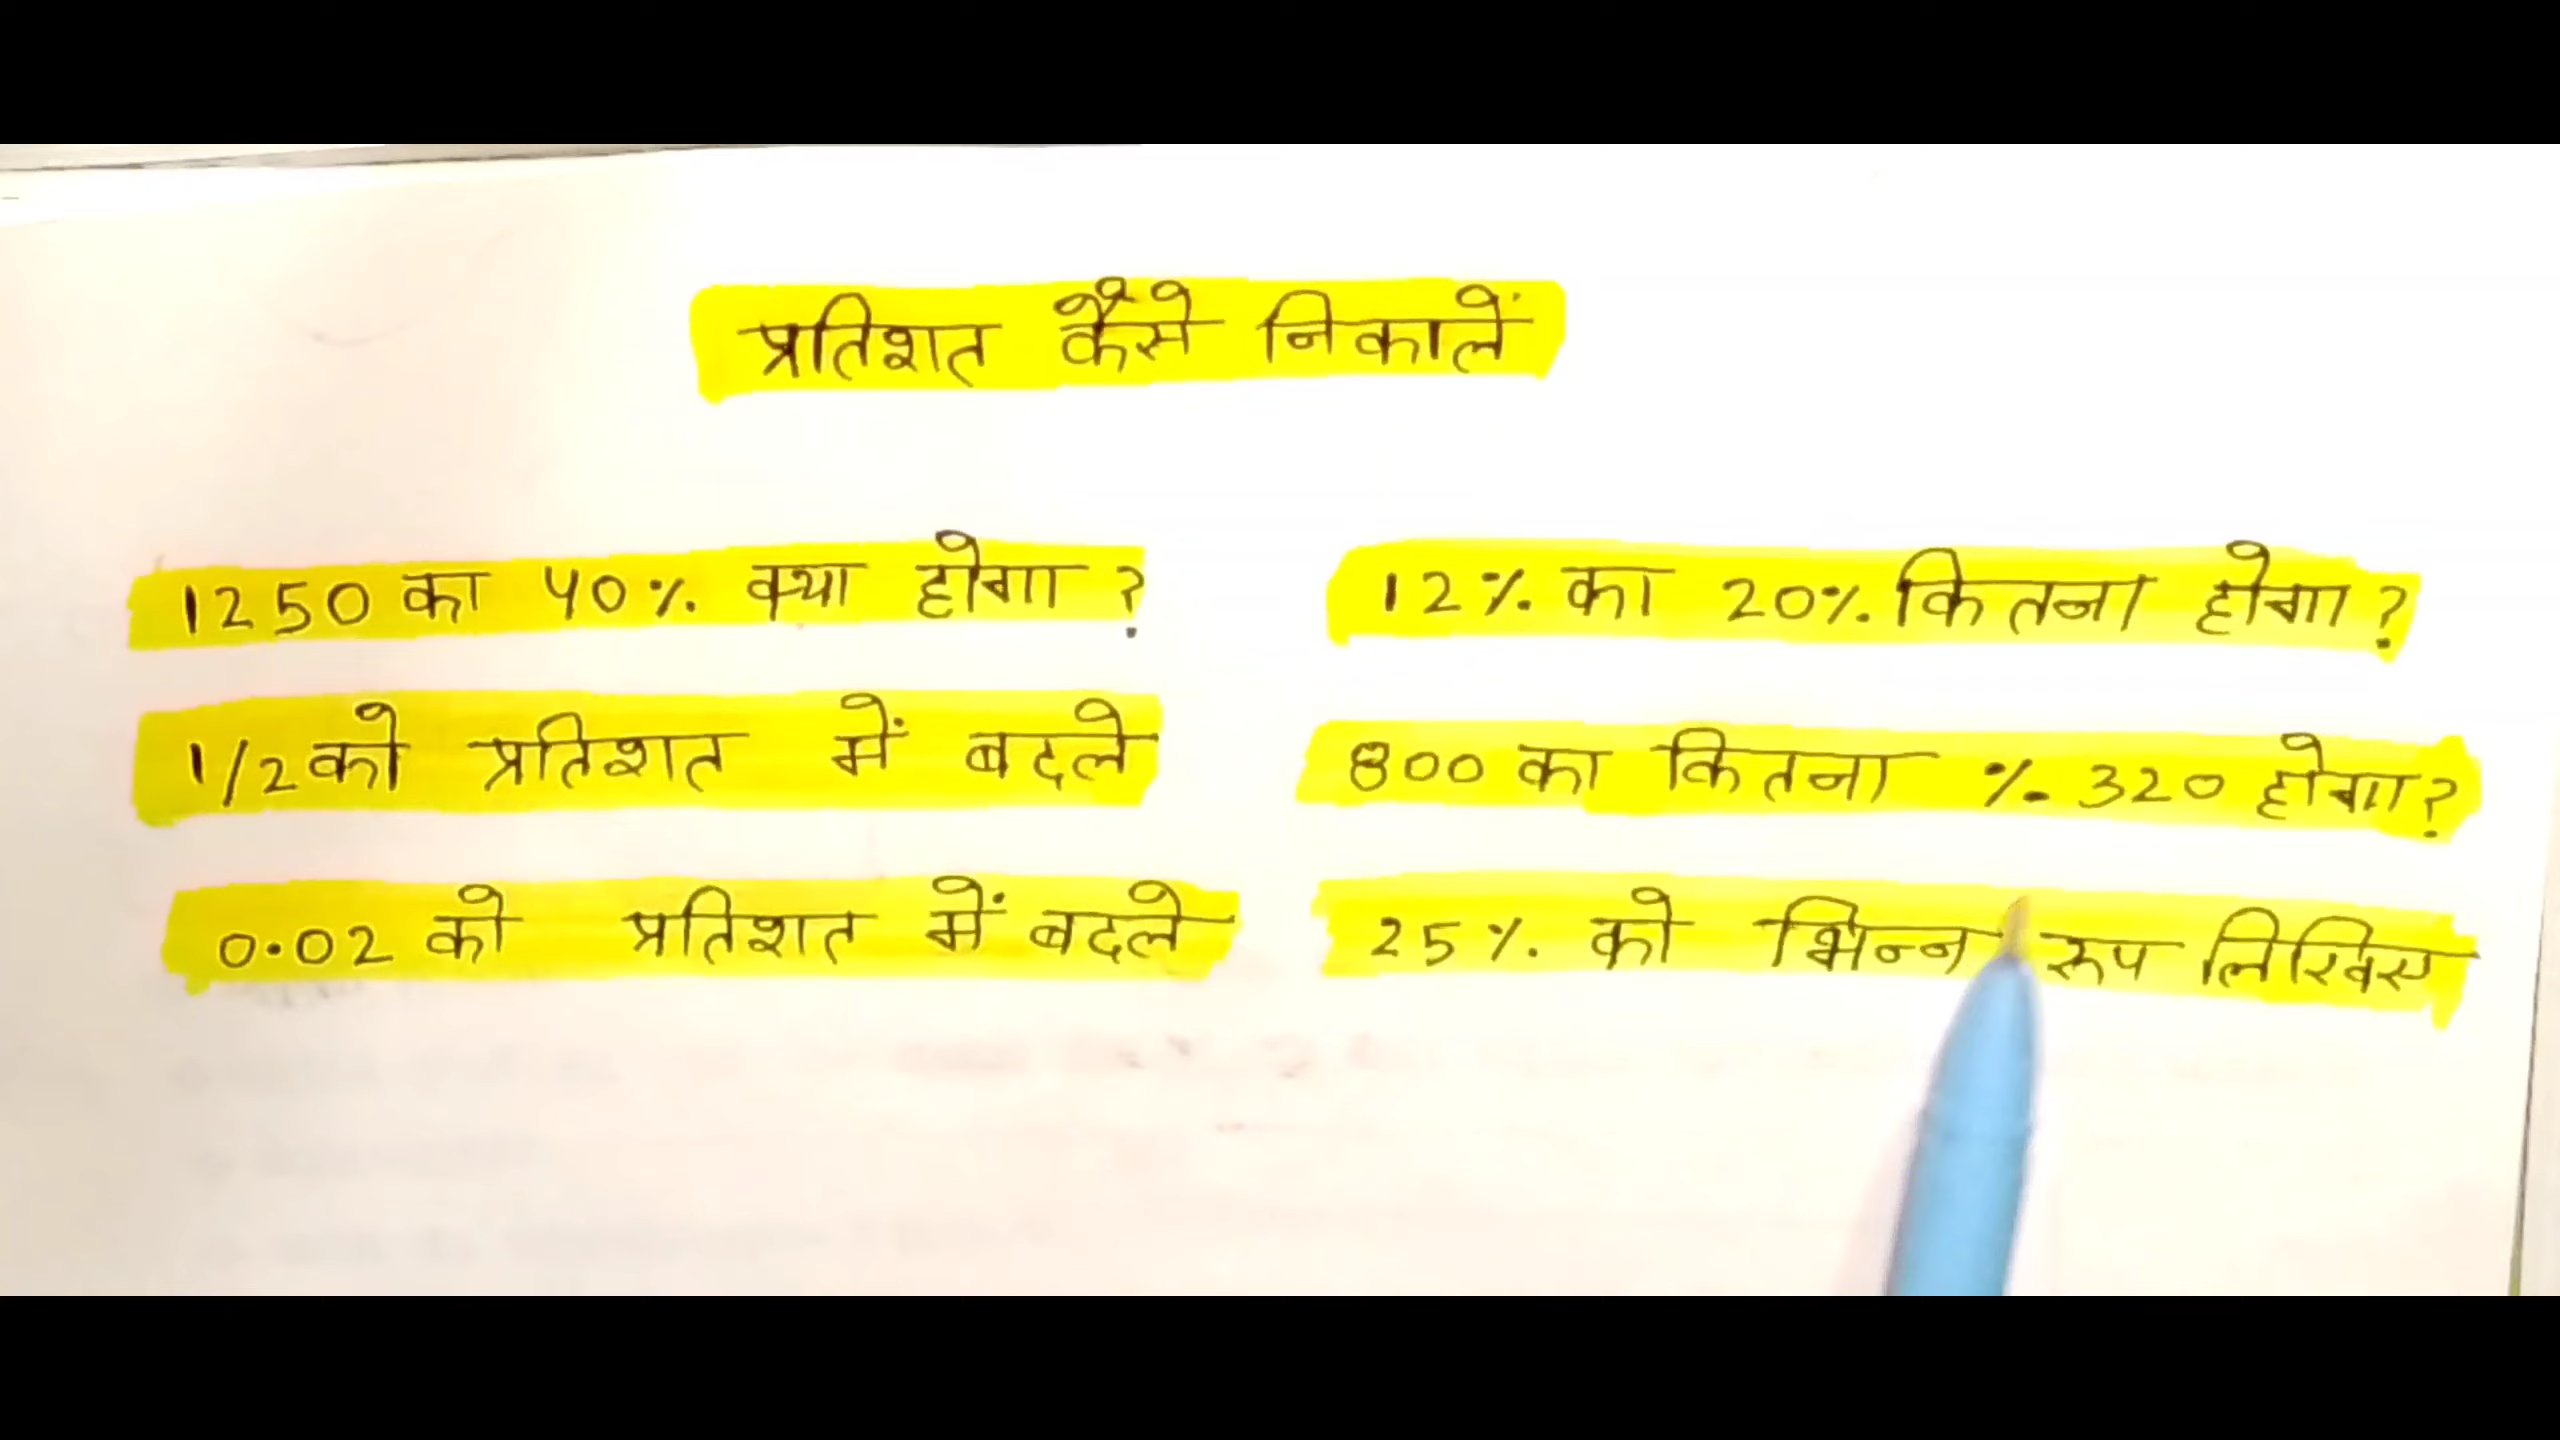 प्रतिशत कैसे निकालें
1250 का 40% क्या होगा ?
12% का 20% कितना होगा ?
1/2 को प्रतिशत में बदले
800 का कितना % 320 होगा ?
0.02 को प्रतिशत में बदले
25% को भिन्न रूप लिखिए